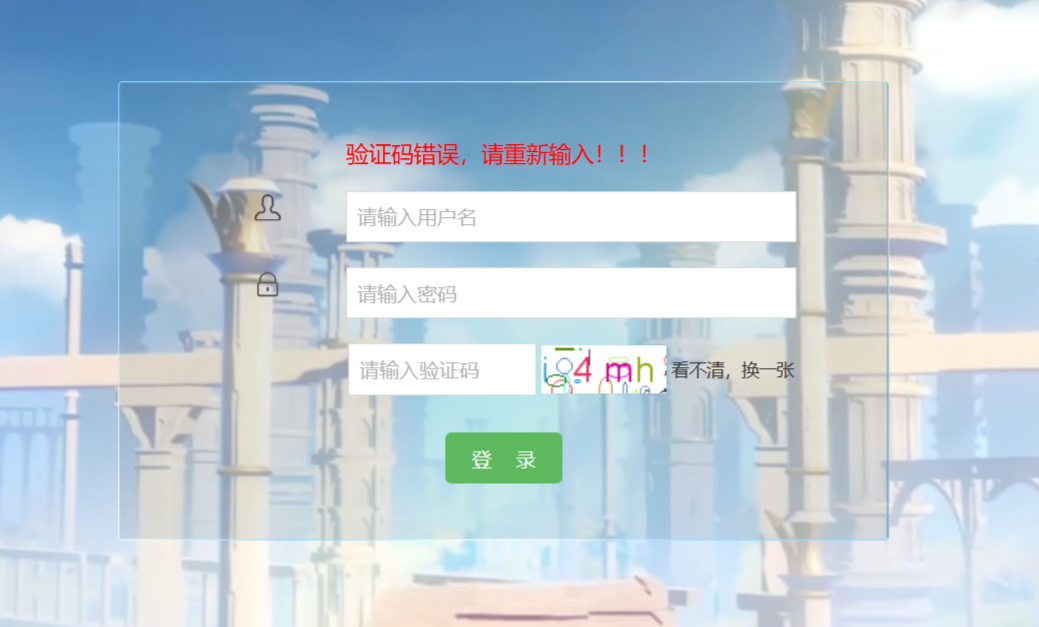 验证码错误，请重新输入！！！
请输入用户名
请输入密码
请输入验证码
看不清，换一张
登 录